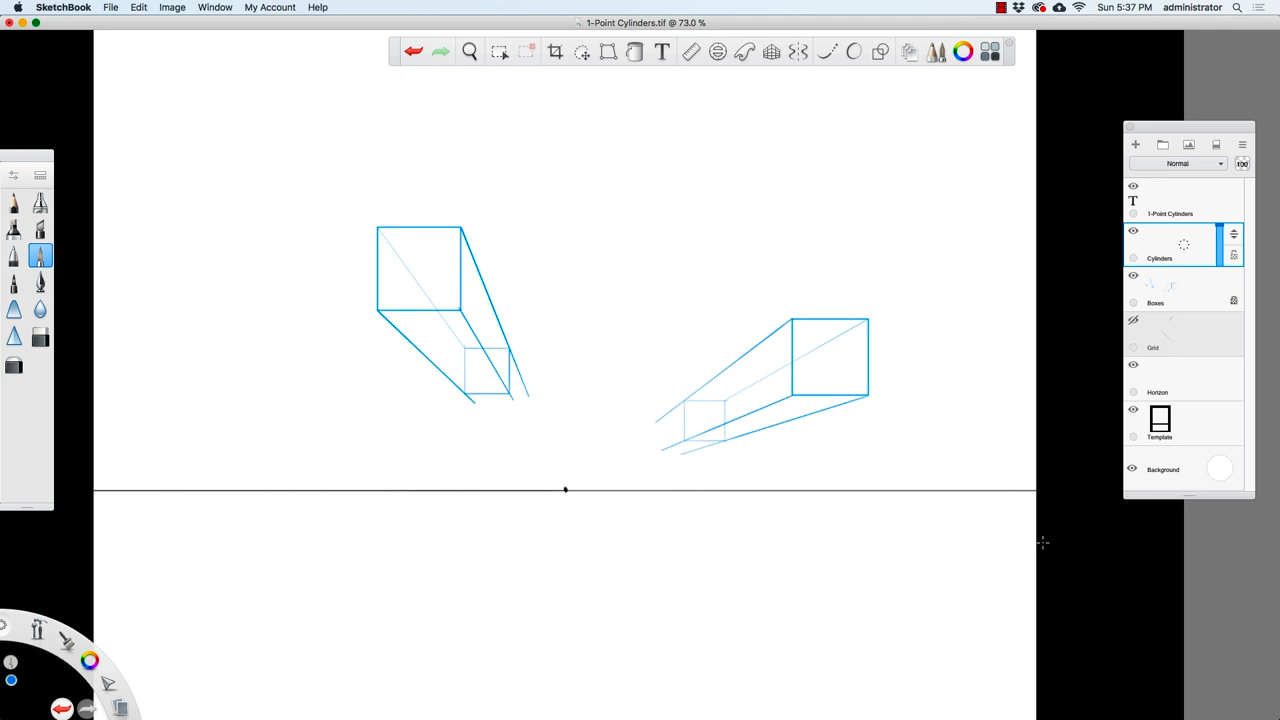 SketchBook File Edit Image Window My Account Help Sun 5:37 PM administrator
1-Point Cylinders.tif @ 73.0 %
T
Normal 100
T
1-Point Cylinders
Cylinders
Boxes
Grid
Horizon
Template
Background